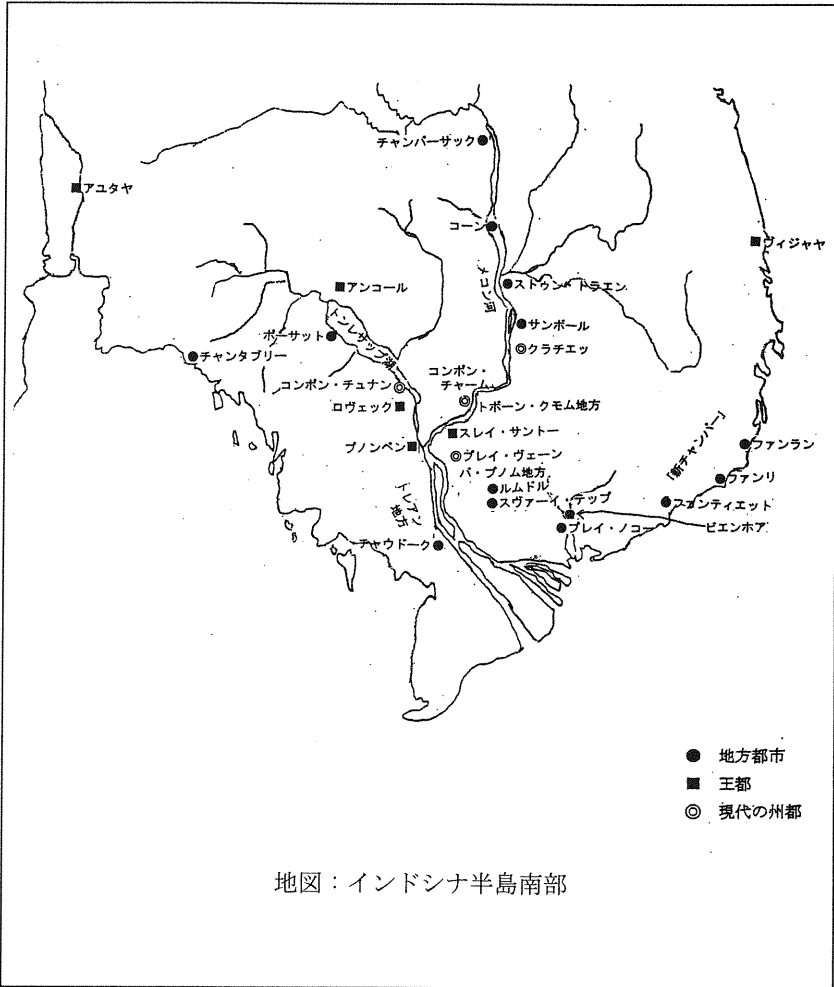 チャンパーサック
アユタヤ
コーン
ヴィジャヤ
メコン河
ストゥン・トラエン
アンコール
トンレサップ湖
ポーサット
サンボール
クラチエッ
チャンタブリー
コンポン・チュナン
コンポン・
チャーム
トボーン・クモム地方
ロヴェック
プノンペン
スレイ・サントー
プレイ・ヴェーン
バ・プノム地方
「新チャンパー」
ファンラン
ファンリ
ファンティエット
ルムドル
スヴァーイ・テップ
トレアン
地方
プレイ・ノコー
ビエンホア
チャウドーク
地方都市
王都
現代の州都
地図：インドシナ半島南部